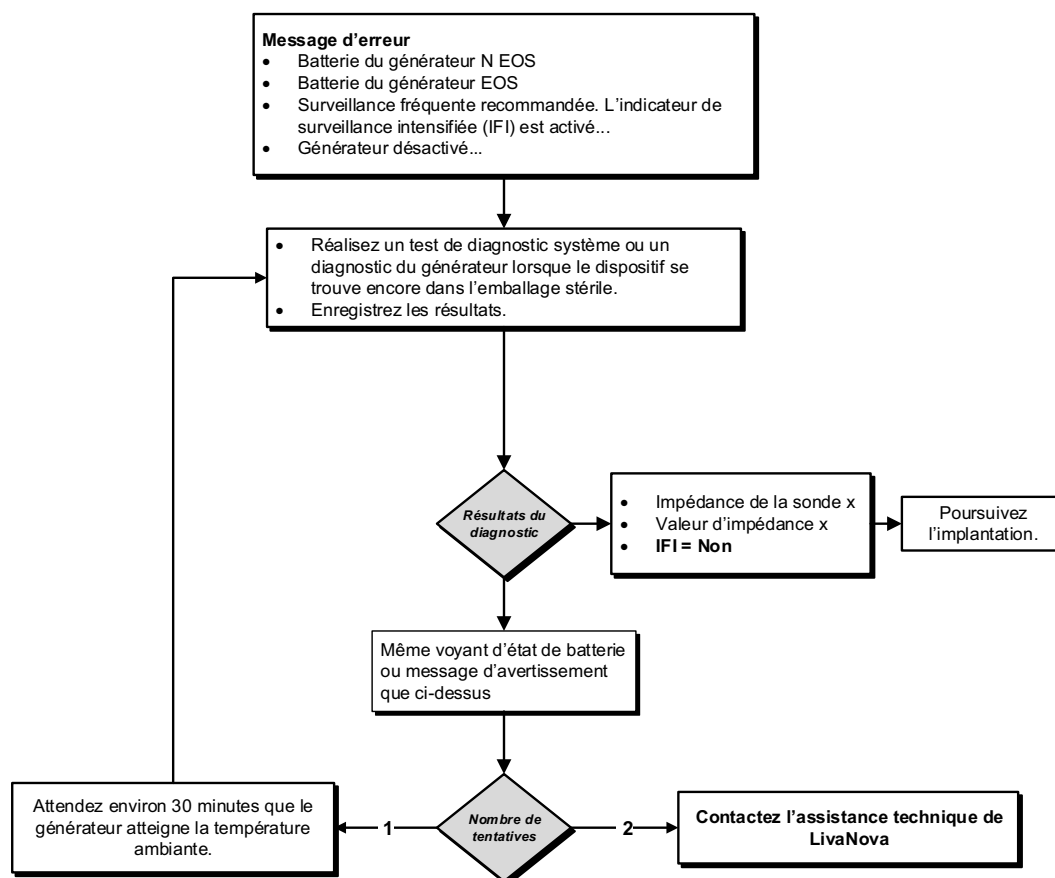 Message d’erreur
• Batterie du générateur N EOS
• Batterie du générateur EOS
• Surveillance fréquente recommandée. L’indicateur de
surveillance intensifiée (IFI) est activé...
• Générateur désactivé...
• Réalisez un test de diagnostic système ou un
diagnostic du générateur lorsque le dispositif se
trouve encore dans l’emballage stérile.
• Enregistrez les résultats.
Résultats du
diagnostic
• Impédance de la sonde x
• Valeur d’impédance x
• IFI = Non
Poursuivez
l’implantation.
Même voyant d’état de batterie
ou message d’avertissement
que ci-dessus
Attendez environ 30 minutes que le
générateur atteigne la température
ambiante.
1
Nombre de
tentatives
2
Contactez l’assistance technique de
LivaNova